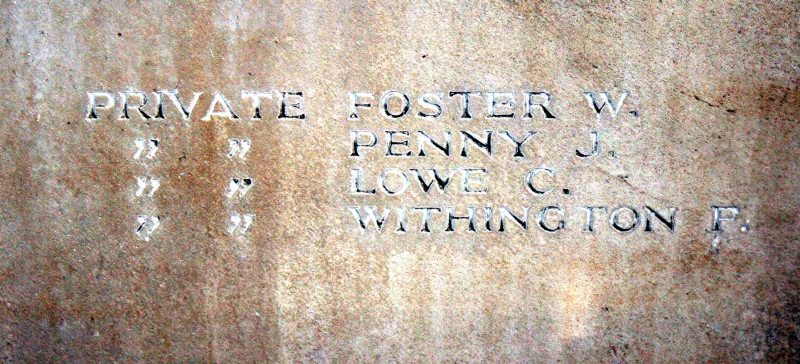 PRIVATE FOSTER W.
" " PENNY J.
" " LOWE C.
" " WITHINGTON F.